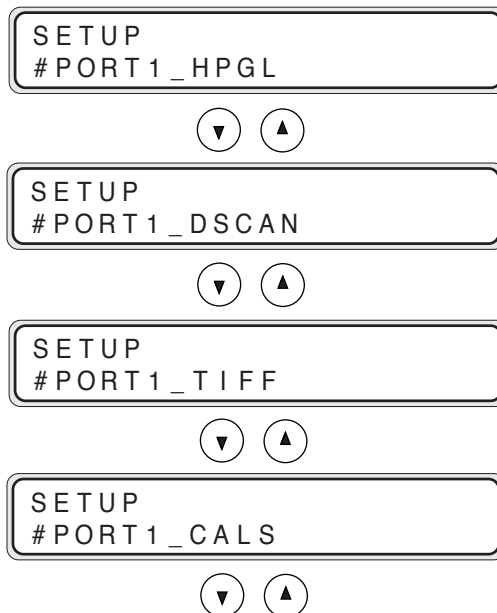 SETUP
#PORT1_HPGL
SETUP
#PORT1_DSCAN
SETUP
#PORT1_TIFF
SETUP
#PORT1_CALS